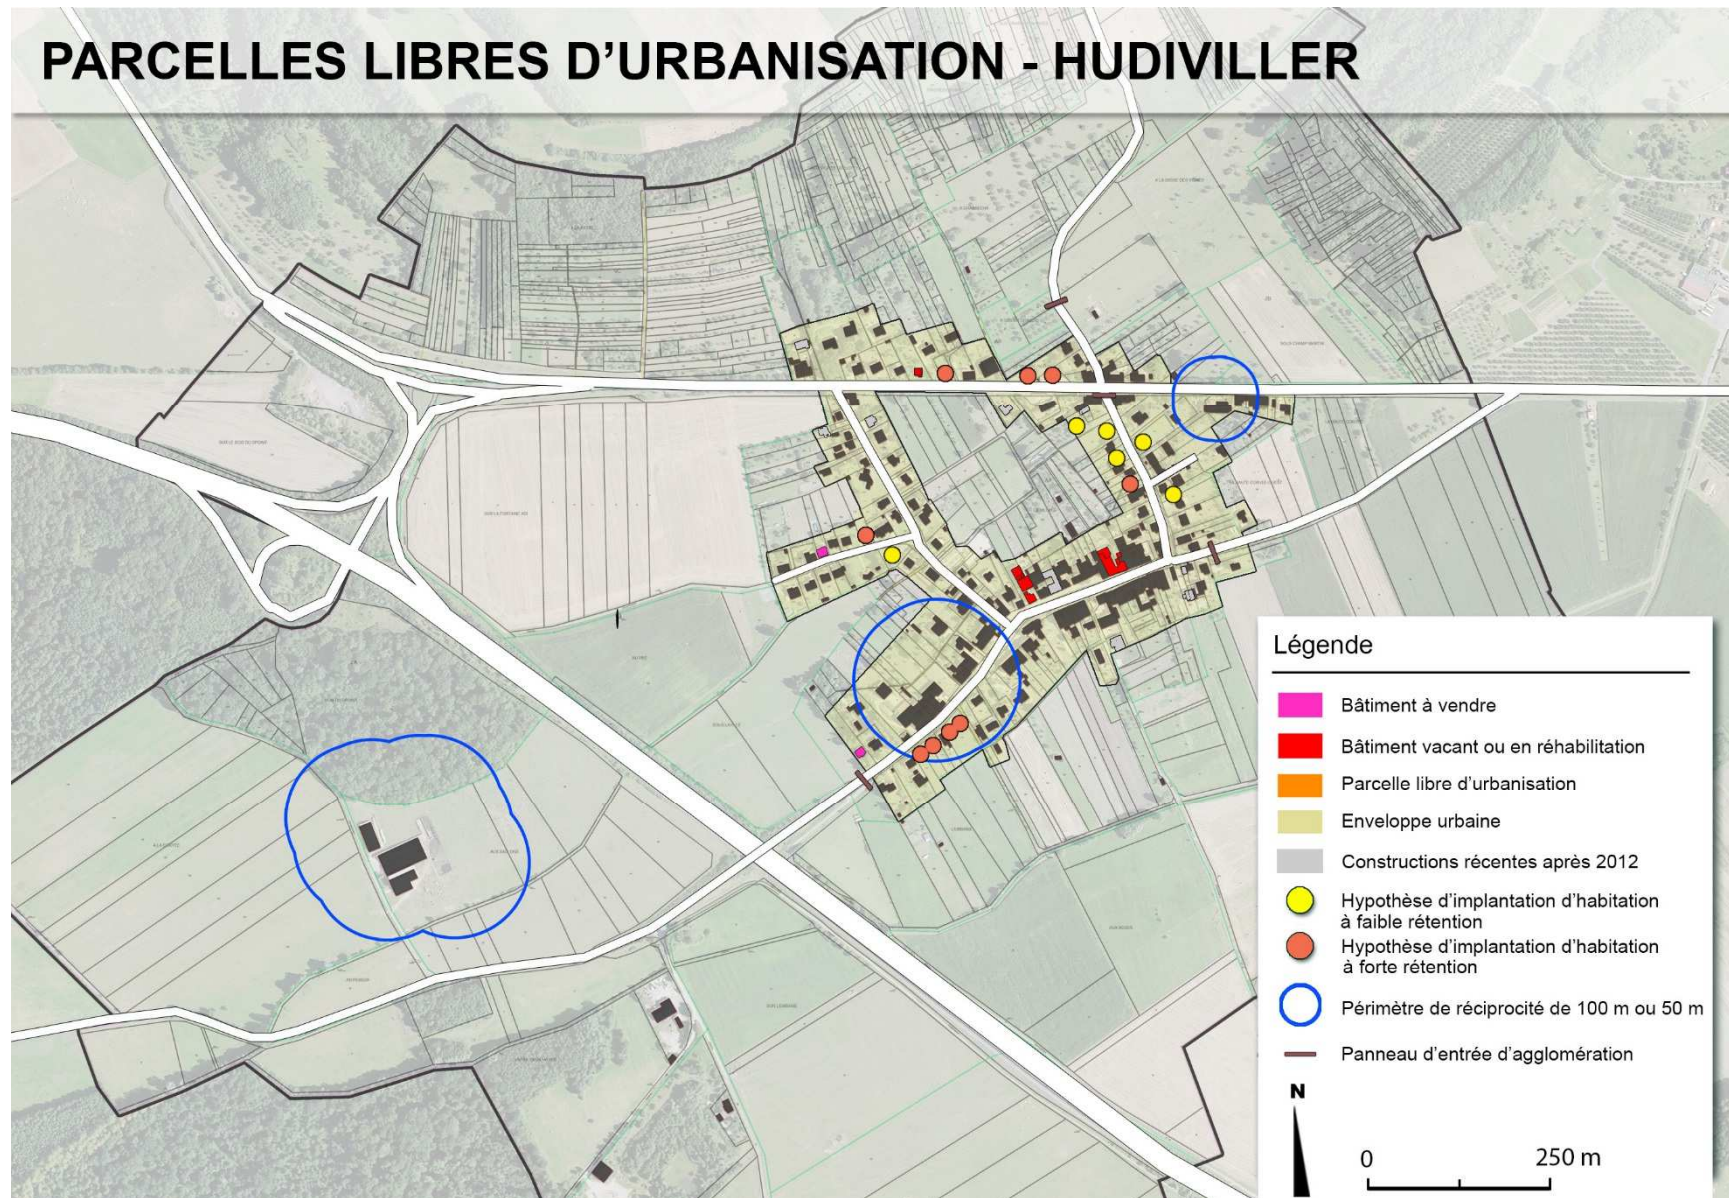 PARCELLES LIBRES D'URBANISATION - HUDIVILLER
Légende
Bâtiment à vendre
Bâtiment vacant ou en réhabilitation
Parcelle libre d'urbanisation
Enveloppe urbaine
Constructions récentes après 2012
Hypothèse d'implantation d'habitation
à faible rétention
Hypothèse d'implantation d'habitation
à forte rétention
Périmètre de réciprocité de 100 m ou 50 m
Panneau d'entrée d'agglomération
N
0 250 m